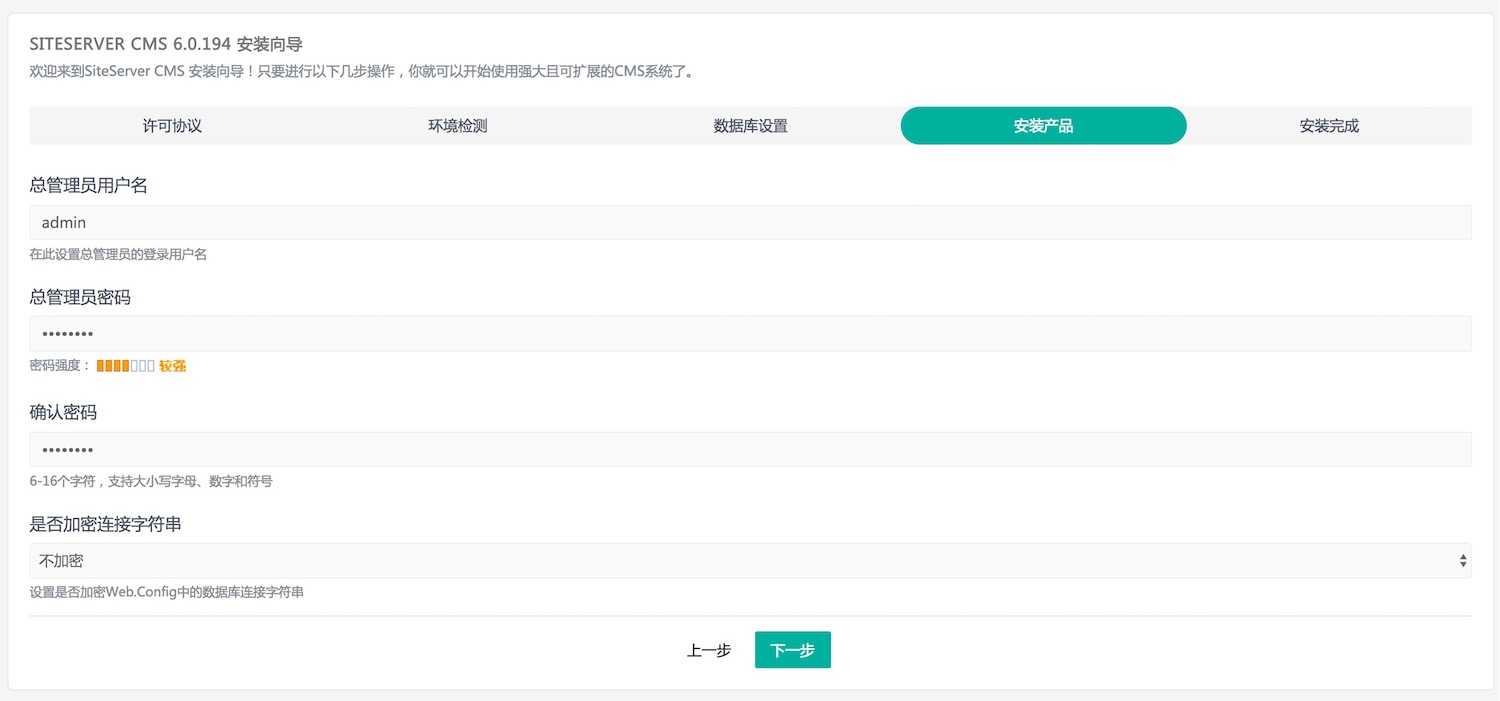 SITESERVER CMS 6.0.194 安装向导
欢迎来到SiteServer CMS 安装向导！只要进行以下几步操作，你就可以开始使用强大且可扩展的CMS系统了。
许可协议 环境检测 数据库设置 安装产品 安装完成
总管理员用户名
admin
在此设置总管理员的登录用户名
总管理员密码
••••••••
密码强度： 较强
确认密码
••••••••
6-16个字符，支持大小写字母、数字和符号
是否加密连接字符串
不加密
设置是否加密Web.Config中的数据库连接字符串
上一步 下一步